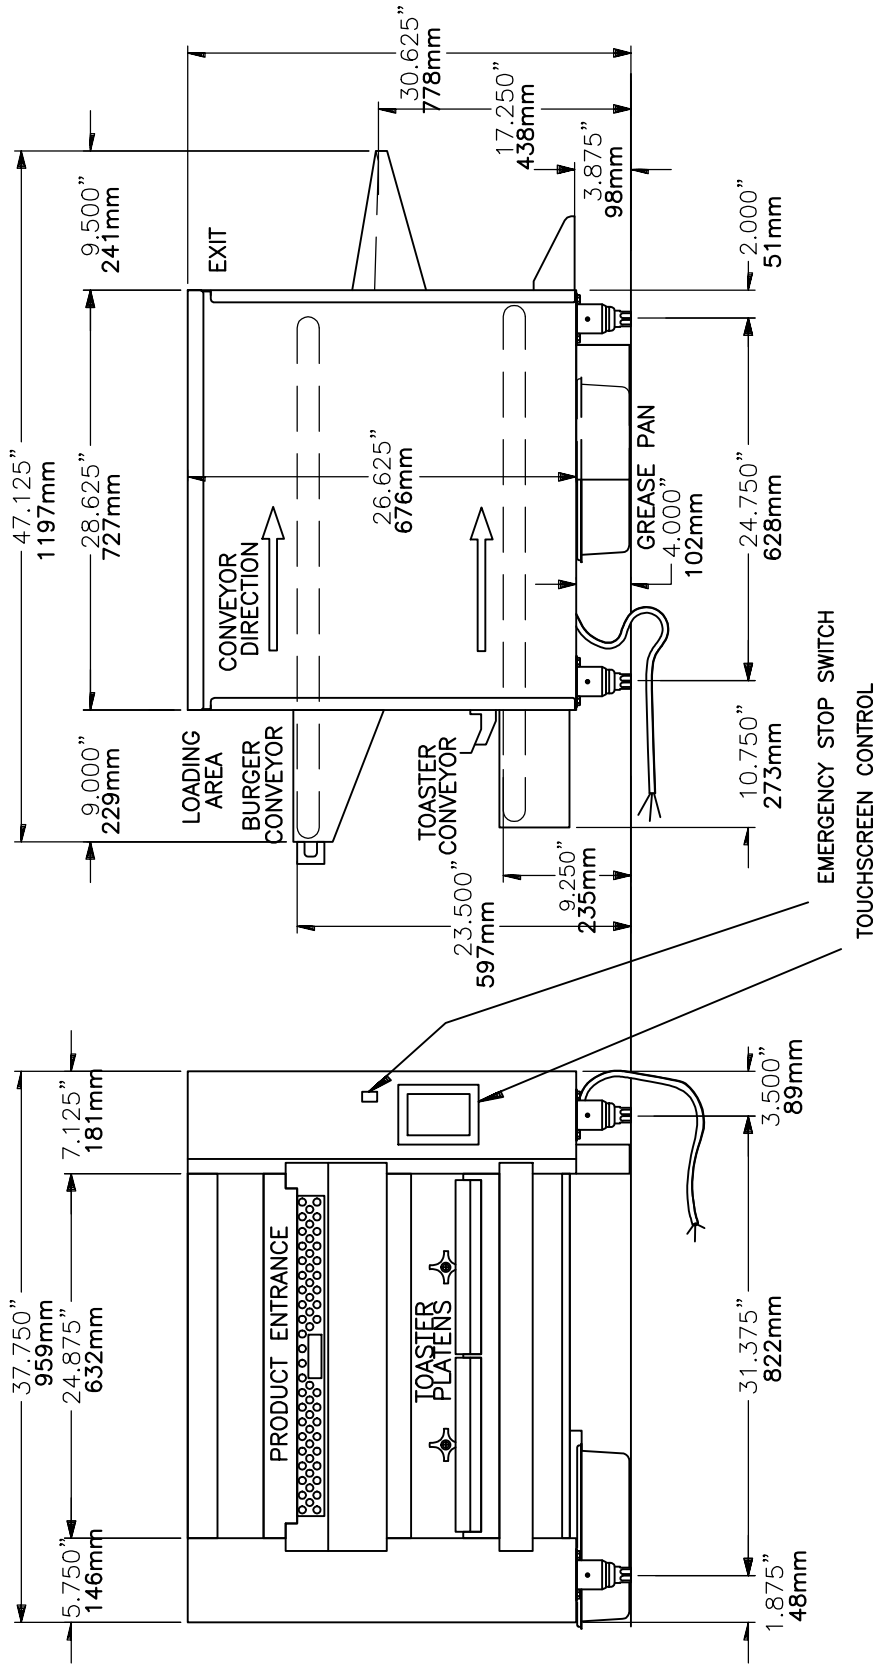 37.750”
959mm
5.750”
146mm
24.875”
632mm
7.125”
181mm
PRODUCT ENTRANCE
TOASTER
PLATENS
1.875”
48mm
31.375”
822mm
3.500”
89mm
EMERGENCY STOP SWITCH
TOUCHSCREEN CONTROL
47.125”
1197mm
9.000”
229mm
28.625”
727mm
9.500”
241mm
LOADING
AREA
EXIT
BURGER
CONVEYOR
CONVEYOR
DIRECTION
30.625”
778mm
26.625”
676mm
TOASTER
CONVEYOR
23.500”
597mm
17.250”
438mm
9.250”
235mm
3.875”
98mm
GREASE PAN
4.000”
102mm
10.750”
273mm
24.750”
628mm
2.000”
51mm